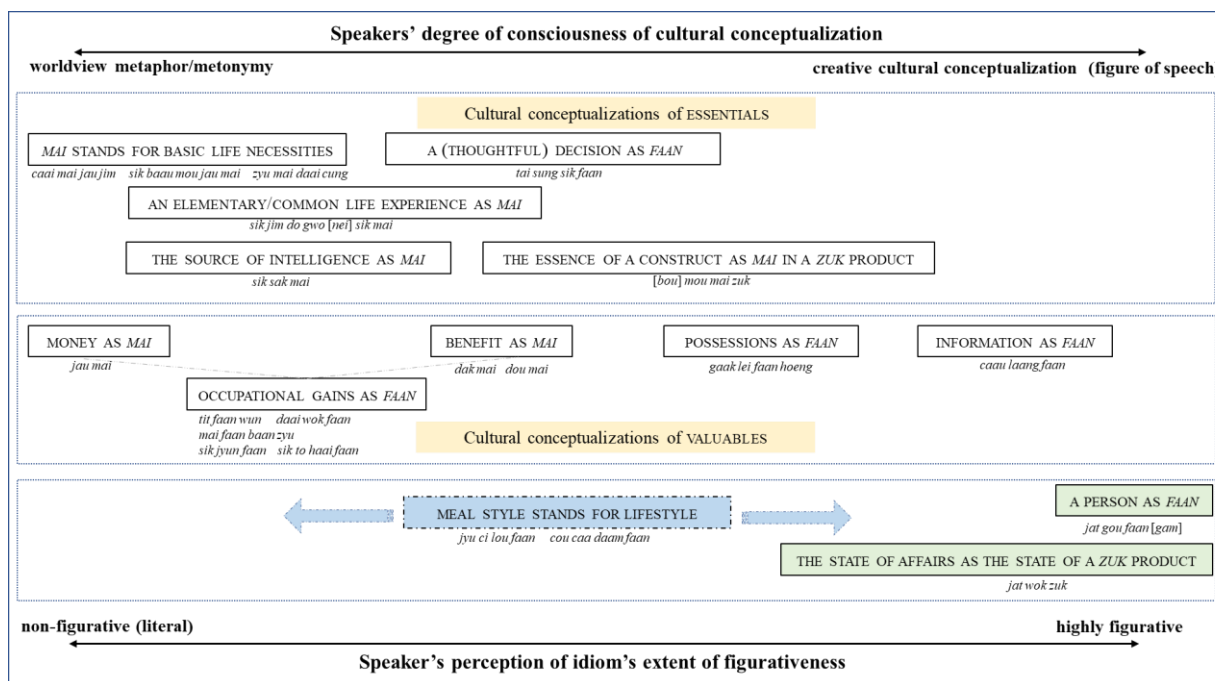 Speakers' degree of consciousness of cultural conceptualization
worldview metaphor/metonymy
creative cultural conceptualization (figure of speech
Cultural conceptualizations of ESSENTIALS
MAI STANDS FOR BASIC LIFE NECESSITIES
A (THOUGHTFUL) DECISION AS FAAN
caai mai jau jim sik baau mou jau mai zyu mai daai cung
tai sung sik faan
AN ELEMENTARY/COMMON LIFE EXPERIENCE AS MAI
sik jim do gwo [nei] sik mai
THE SOURCE OF INTELLIGENCE AS MAI
THE ESSENCE OF A CONSTRUCT AS MAI IN A ZUK PRODUCT
sik sak mai
[bou] mou mai zuk
MONEY AS MAI
BENEFIT AS MAI
POSSESSIONS AS FAAN
INFORMATION AS FAAN
jau mai
dak mai dou mai
gaak lei faan hoeng
caau laang faan
OCCUPATIONAL GAINS AS FAAN
tit faan wun daai wok faan
mai faan baan zyu
sik jyun faan sik to haai faan
Cultural conceptualizations of VALUABLES
MEAL STYLE STANDS FOR LIFESTYLE
A PERSON AS FAAN
jyu ci lou faan cou caa daam faan
jat gou faan [gam]
THE STATE OF AFFAIRS AS THE STATE OF A ZUK PRODUCT
jat wok zuk
non-figurative (literal)
highly figurative
Speaker's perception of idiom's extent of figurativeness